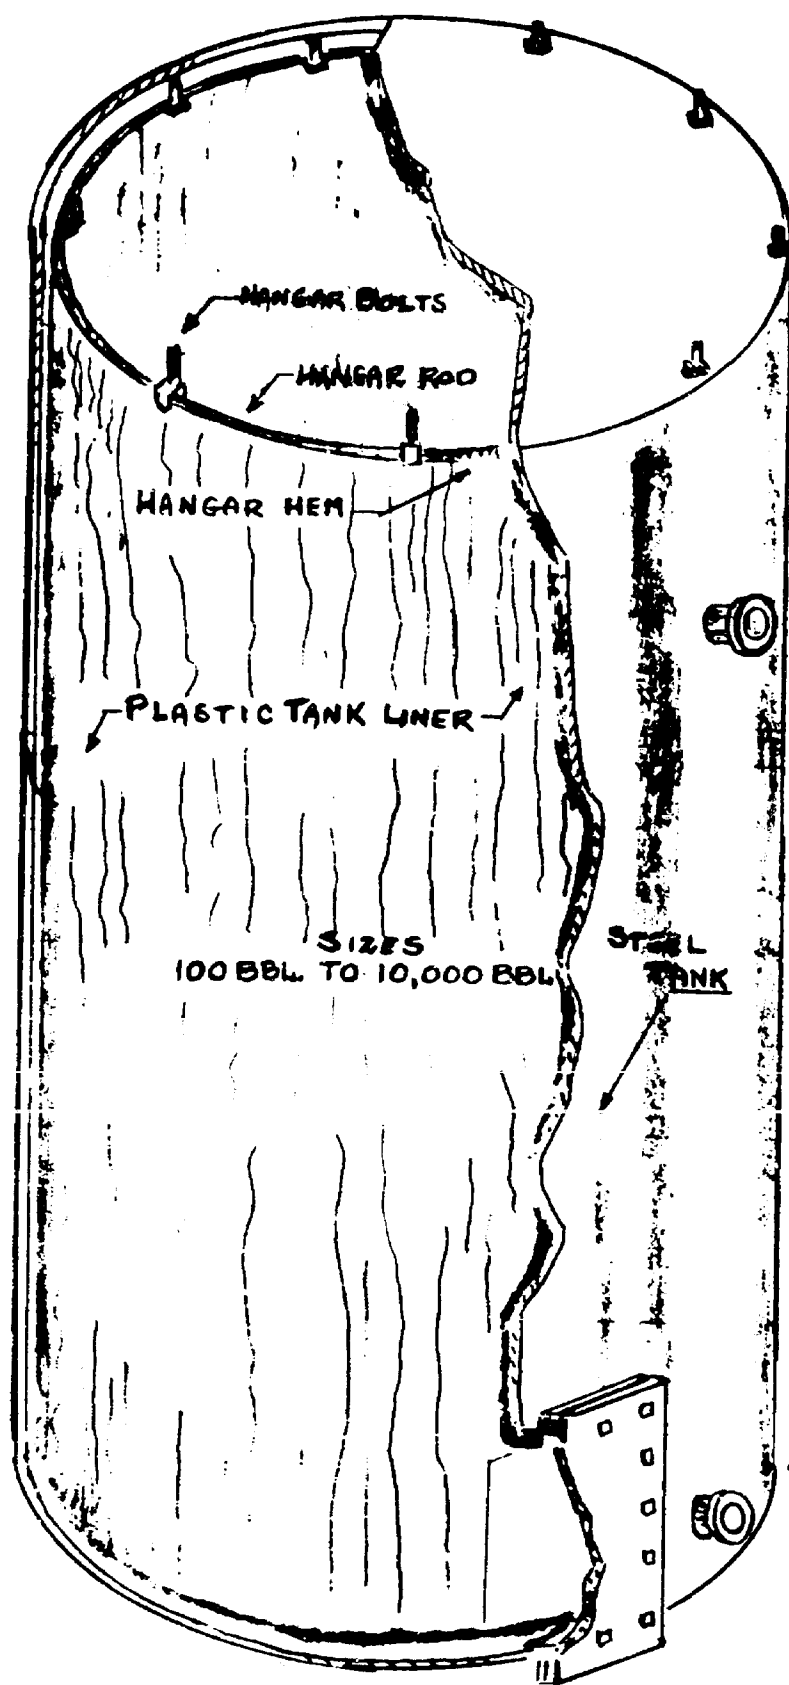 HANGAR BOLTS
HANGAR ROD
HANGAR HEM
PLASTIC TANK LINER
SIZES
100 BBL. TO 10,000 BBL
STEEL
TANK